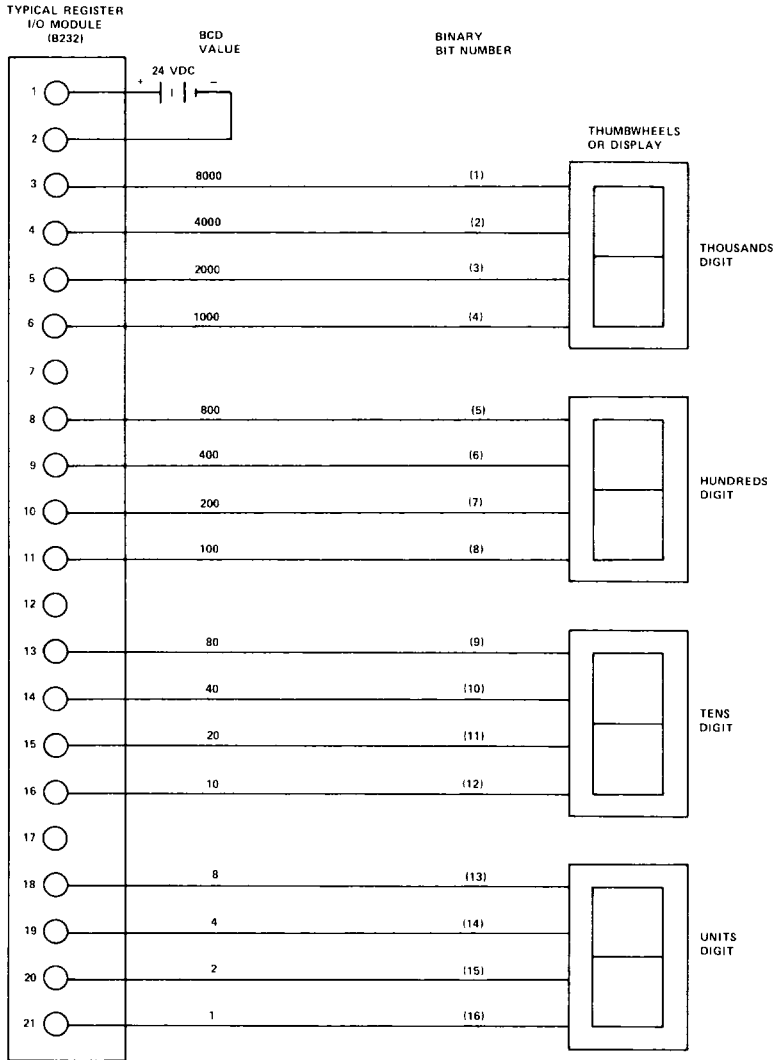 TYPICAL REGISTER
I/O MODULE
(B232)
BCD
VALUE
BINARY
BIT NUMBER
THUMBWHEELS
OR DISPLAY
1
+ 24 VDC −
2
3 8000 (1)
4 4000 (2)
THOUSANDS
DIGIT
5 2000 (3)
6 1000 (4)
7
8 800 (5)
9 400 (6)
HUNDREDS
DIGIT
10 200 (7)
11 100 (8)
12
13 80 (9)
14 40 (10)
TENS
DIGIT
15 20 (11)
16 10 (12)
17
18 8 (13)
19 4 (14)
UNITS
DIGIT
20 2 (15)
21 1 (16)